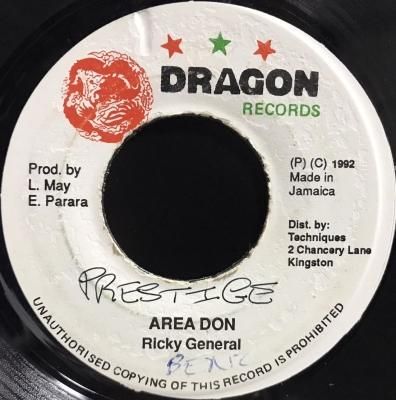 DRAGON
RECORDS
Prod. by
L. May
E. Parara
(P) (C) 1992
Made in
Jamaica
Dist. by:
Techniques
2 Chancery Lane
Kingston
PRESTIGE
AREA DON
Ricky General
UNAUTHORISED COPYING OF THIS RECORD IS PROHIBITED